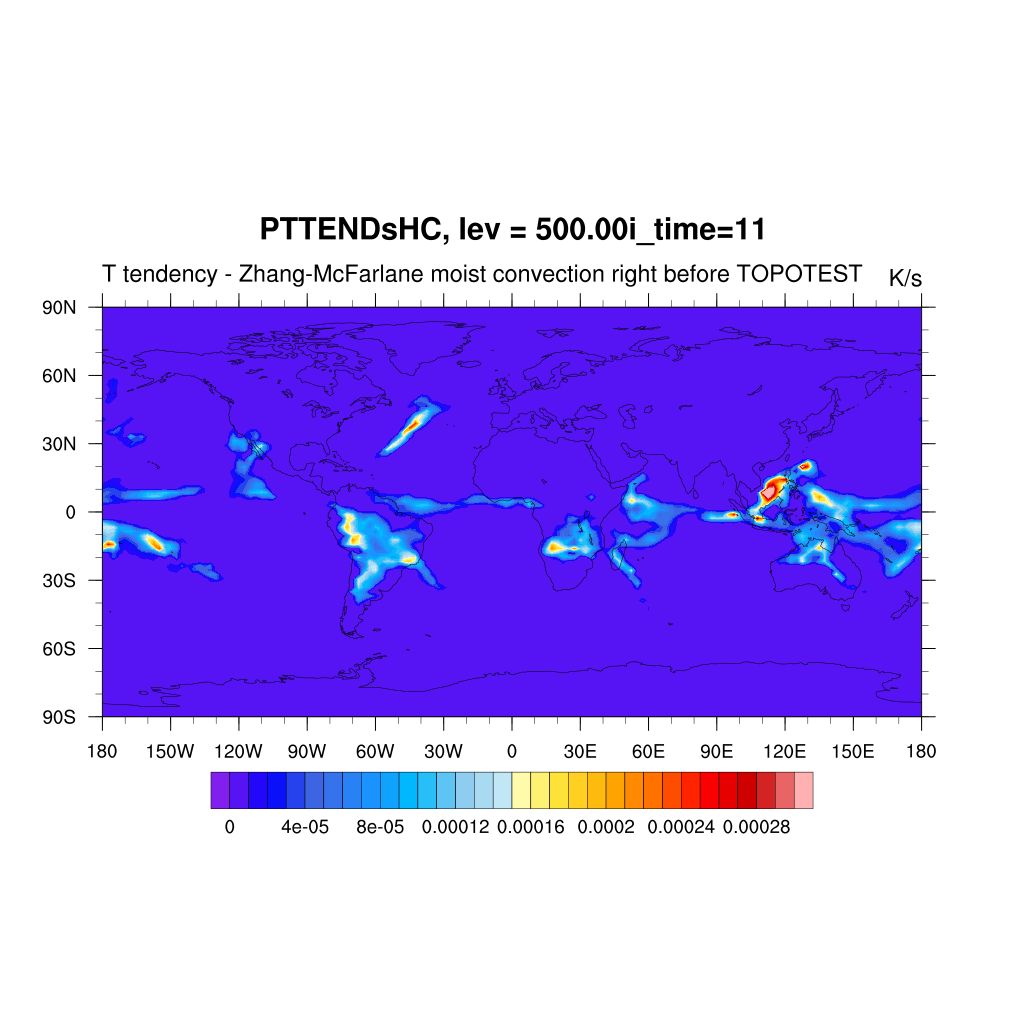 PTTENDsHC, lev = 500.00i_time=11
T tendency - Zhang-McFarlane moist convection right before TOPOTEST K/s
90N
60N
30N
0
30S
60S
90S
180 150W 120W 90W 60W 30W 0 30E 60E 90E 120E 150E 180
0 4e-05 8e-05 0.00012 0.00016 0.0002 0.00024 0.00028